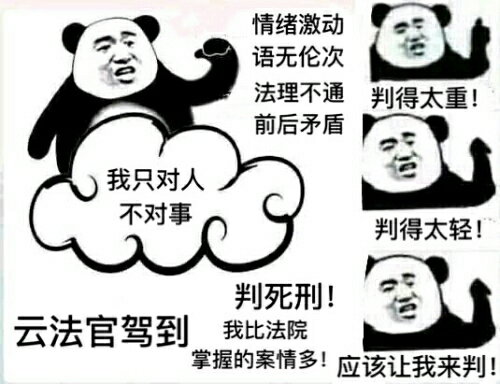 情绪激动
语无伦次
法理不通
前后矛盾
我只对人
不对事
判死刑！
云法官驾到
我比法院
掌握的案情多！
判得太重！
判得太轻！
应该让我来判！